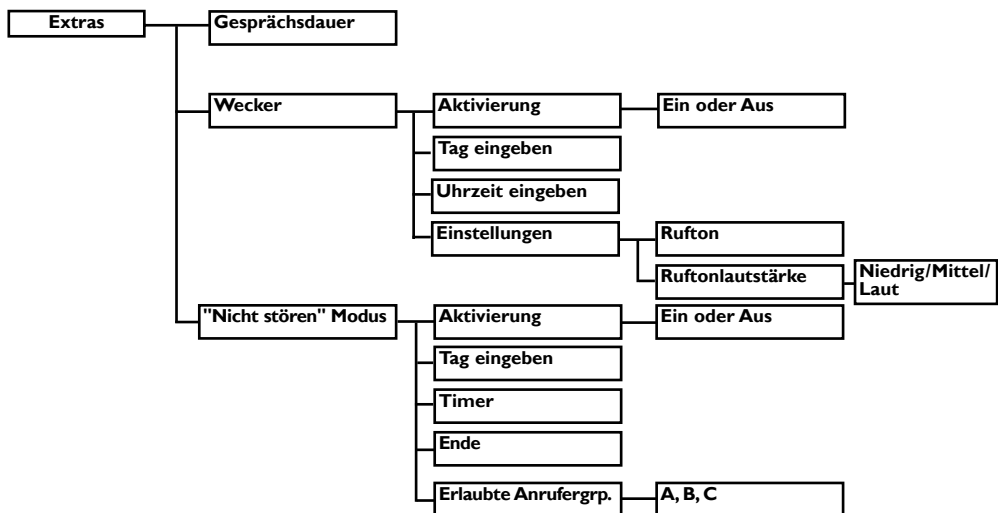 Extras
Gesprächsdauer
Wecker
Aktivierung
Ein oder Aus
Tag eingeben
Uhrzeit eingeben
Einstellungen
Rufton
Ruftonlautstärke
Niedrig/Mittel/
Laut
"Nicht stören" Modus
Aktivierung
Ein oder Aus
Tag eingeben
Timer
Ende
Erlaubte Anrufergrp.
A, B, C